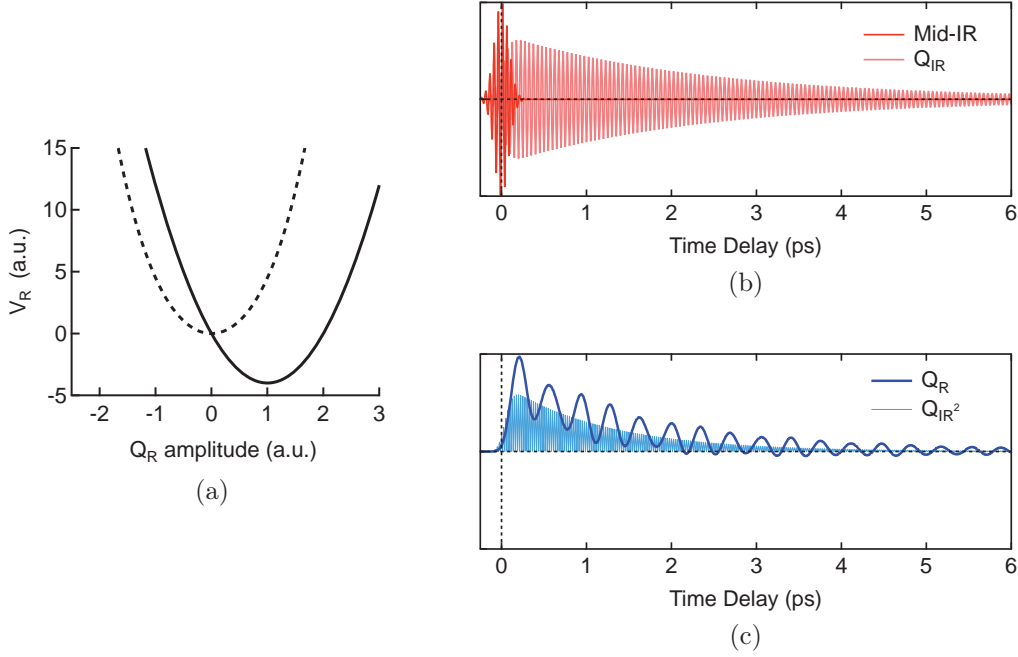 15
10
5
0
-5
V_R (a.u.)
-2 -1 0 1 2 3
Q_R amplitude (a.u.)
(a)
Mid-IR
Q_IR
0 1 2 3 4 5 6
Time Delay (ps)
(b)
Q_R
Q_IR²
0 1 2 3 4 5 6
Time Delay (ps)
(c)